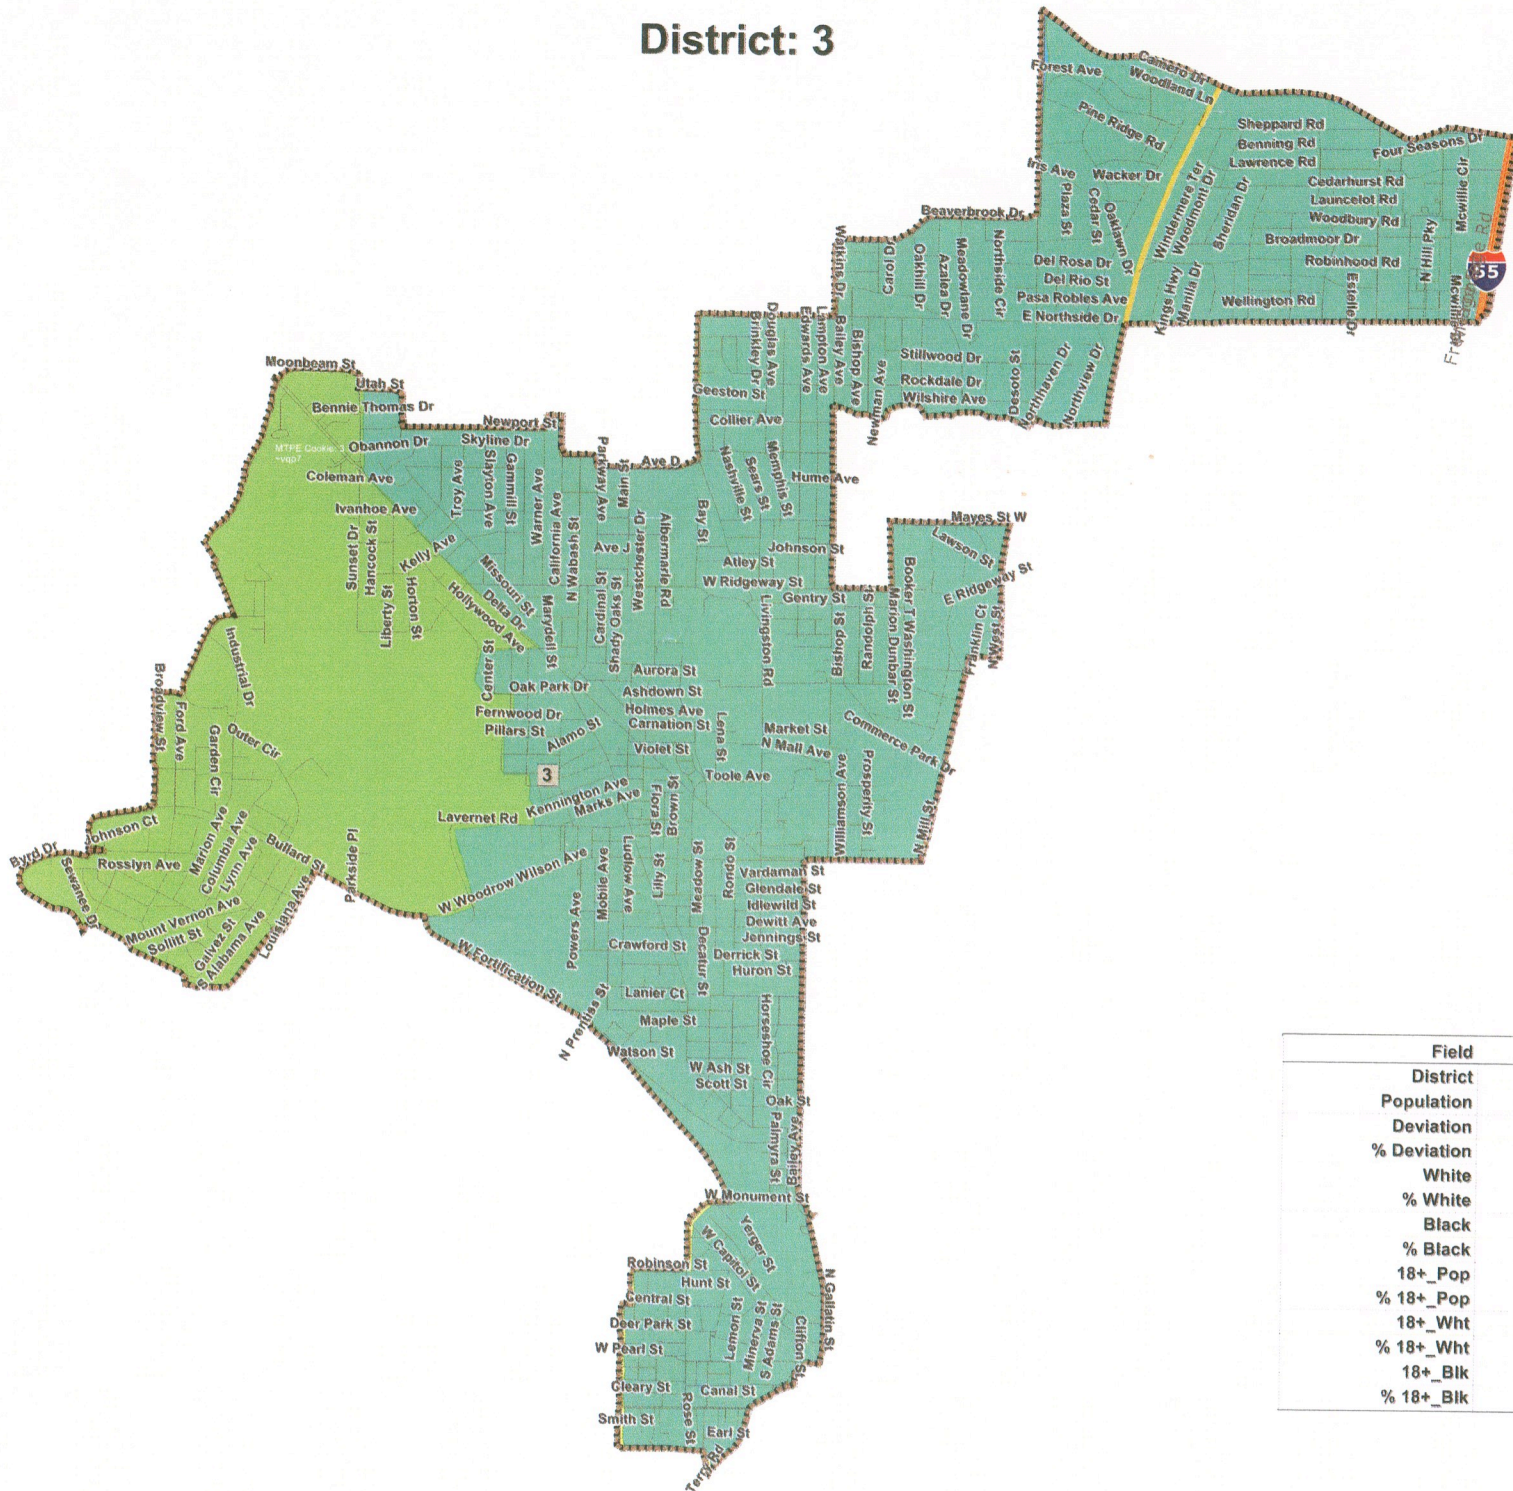 District: 3
Forest Ave
Camero Dr
Woodland Ln
Pine Ridge Rd
Sheppard Rd
Benning Rd
Lawrence Rd
Four Seasons Dr
Iris Ave
Wacker Dr
Plaza St
Cedar St
Oaklawn Dr
Windermere Ter
Woodmont Dr
Sheridan Dr
Cedarhurst Rd
Launcelot Rd
Woodbury Rd
Broadmoor Dr
Robinhood Rd
N Hill Pky
Mcwillie Cir
55
Beaverbrook Dr
Watkins Dr
Carol Dr
Oakhill Dr
Azalea Dr
Meadowlane Dr
Northside Cir
Del Rosa Dr
Del Rio St
Pasa Robles Ave
E Northside Dr
Kings Hwy
Manila Dr
Wellington Rd
Estelle Dr
Douglas Ave
Brinkley Dr
Edwards Ave
Lampton Ave
Bailey Ave
Bishop Ave
Newman Ave
Stillwood Dr
Rockdale Dr
Wilshire Ave
Desoto St
Northhaven Dr
Northview Dr
Moonbeam St
Utah St
Bennie Thomas Dr
Newport St
Geeston St
Collier Ave
MTPE Cookie: 3
Obannon Dr
Skyline Dr
Coleman Ave
Troy Ave
Slayton Ave
Gammill St
Warner Ave
California Ave
N Wabash St
Parkway Ave
Main St
Ave D
Nashville St
Sears St
Memphis St
Hume Ave
Ivanhoe Ave
Sunset Dr
Hancock St
Kelly Ave
Liberty St
Horton St
Missouri St
Delta Dr
Hollywood Ave
Marydell St
Ave J
Cardinal St
Shady Oaks St
Westchester Dr
Albermarle Rd
Bay St
Johnson St
Atley St
W Ridgeway St
Gentry St
Mayes St W
Lawson St
E Ridgeway St
Booker T Washington St
Marion Dunbar St
Randolph St
Bishop St
Livingston Rd
Franklin Ct
N West St
Industrial Dr
Center St
Oak Park Dr
Fernwood Dr
Pillars St
Alamo St
Aurora St
Ashdown St
Holmes Ave
Carnation St
Violet St
Lena St
Market St
N Mall Ave
Toole Ave
Commerce Park Dr
Williamson Ave
Prosperity St
N Mill St
Broadview St
Ford Ave
Garden Cir
Outer Cir
3
Kennington Ave
Marks Ave
Flora St
Brown St
Lavernet Rd
Johnson Ct
Byrd Dr
Sewanee Dr
Rosslyn Ave
Marion Ave
Columbia Ave
Lynn Ave
Bullard St
Parkside Pl
Mount Vernon Ave
Sollitt St
Galvez St
S Alabama Ave
Louisiana Ave
W Woodrow Wilson Ave
Powers Ave
Mobile Ave
Ludlow Ave
Lilly St
Meadow St
Rondo St
Vardaman St
Glendale St
Idlewild St
Dewitt Ave
Jennings St
Derrick St
Huron St
Crawford St
Decatur St
W Fortification St
N Prentiss St
Lanier Ct
Maple St
Watson St
W Ash St
Scott St
Horseshoe Cir
Oak St
Palmyra St
Bailey Ave
W Monument St
Yerger St
W Capitol St
Robinson St
Hunt St
Central St
Deer Park St
W Pearl St
Lemon St
Minerva St
S Adams St
Clifton St
N Gallatin St
Cleary St
Canal St
Smith St
Rose St
Earl St
Terry Rd
Field
District
Population
Deviation
% Deviation
White
% White
Black
% Black
18+_Pop
% 18+_Pop
18+_Wht
% 18+_Wht
18+_Blk
% 18+_Blk